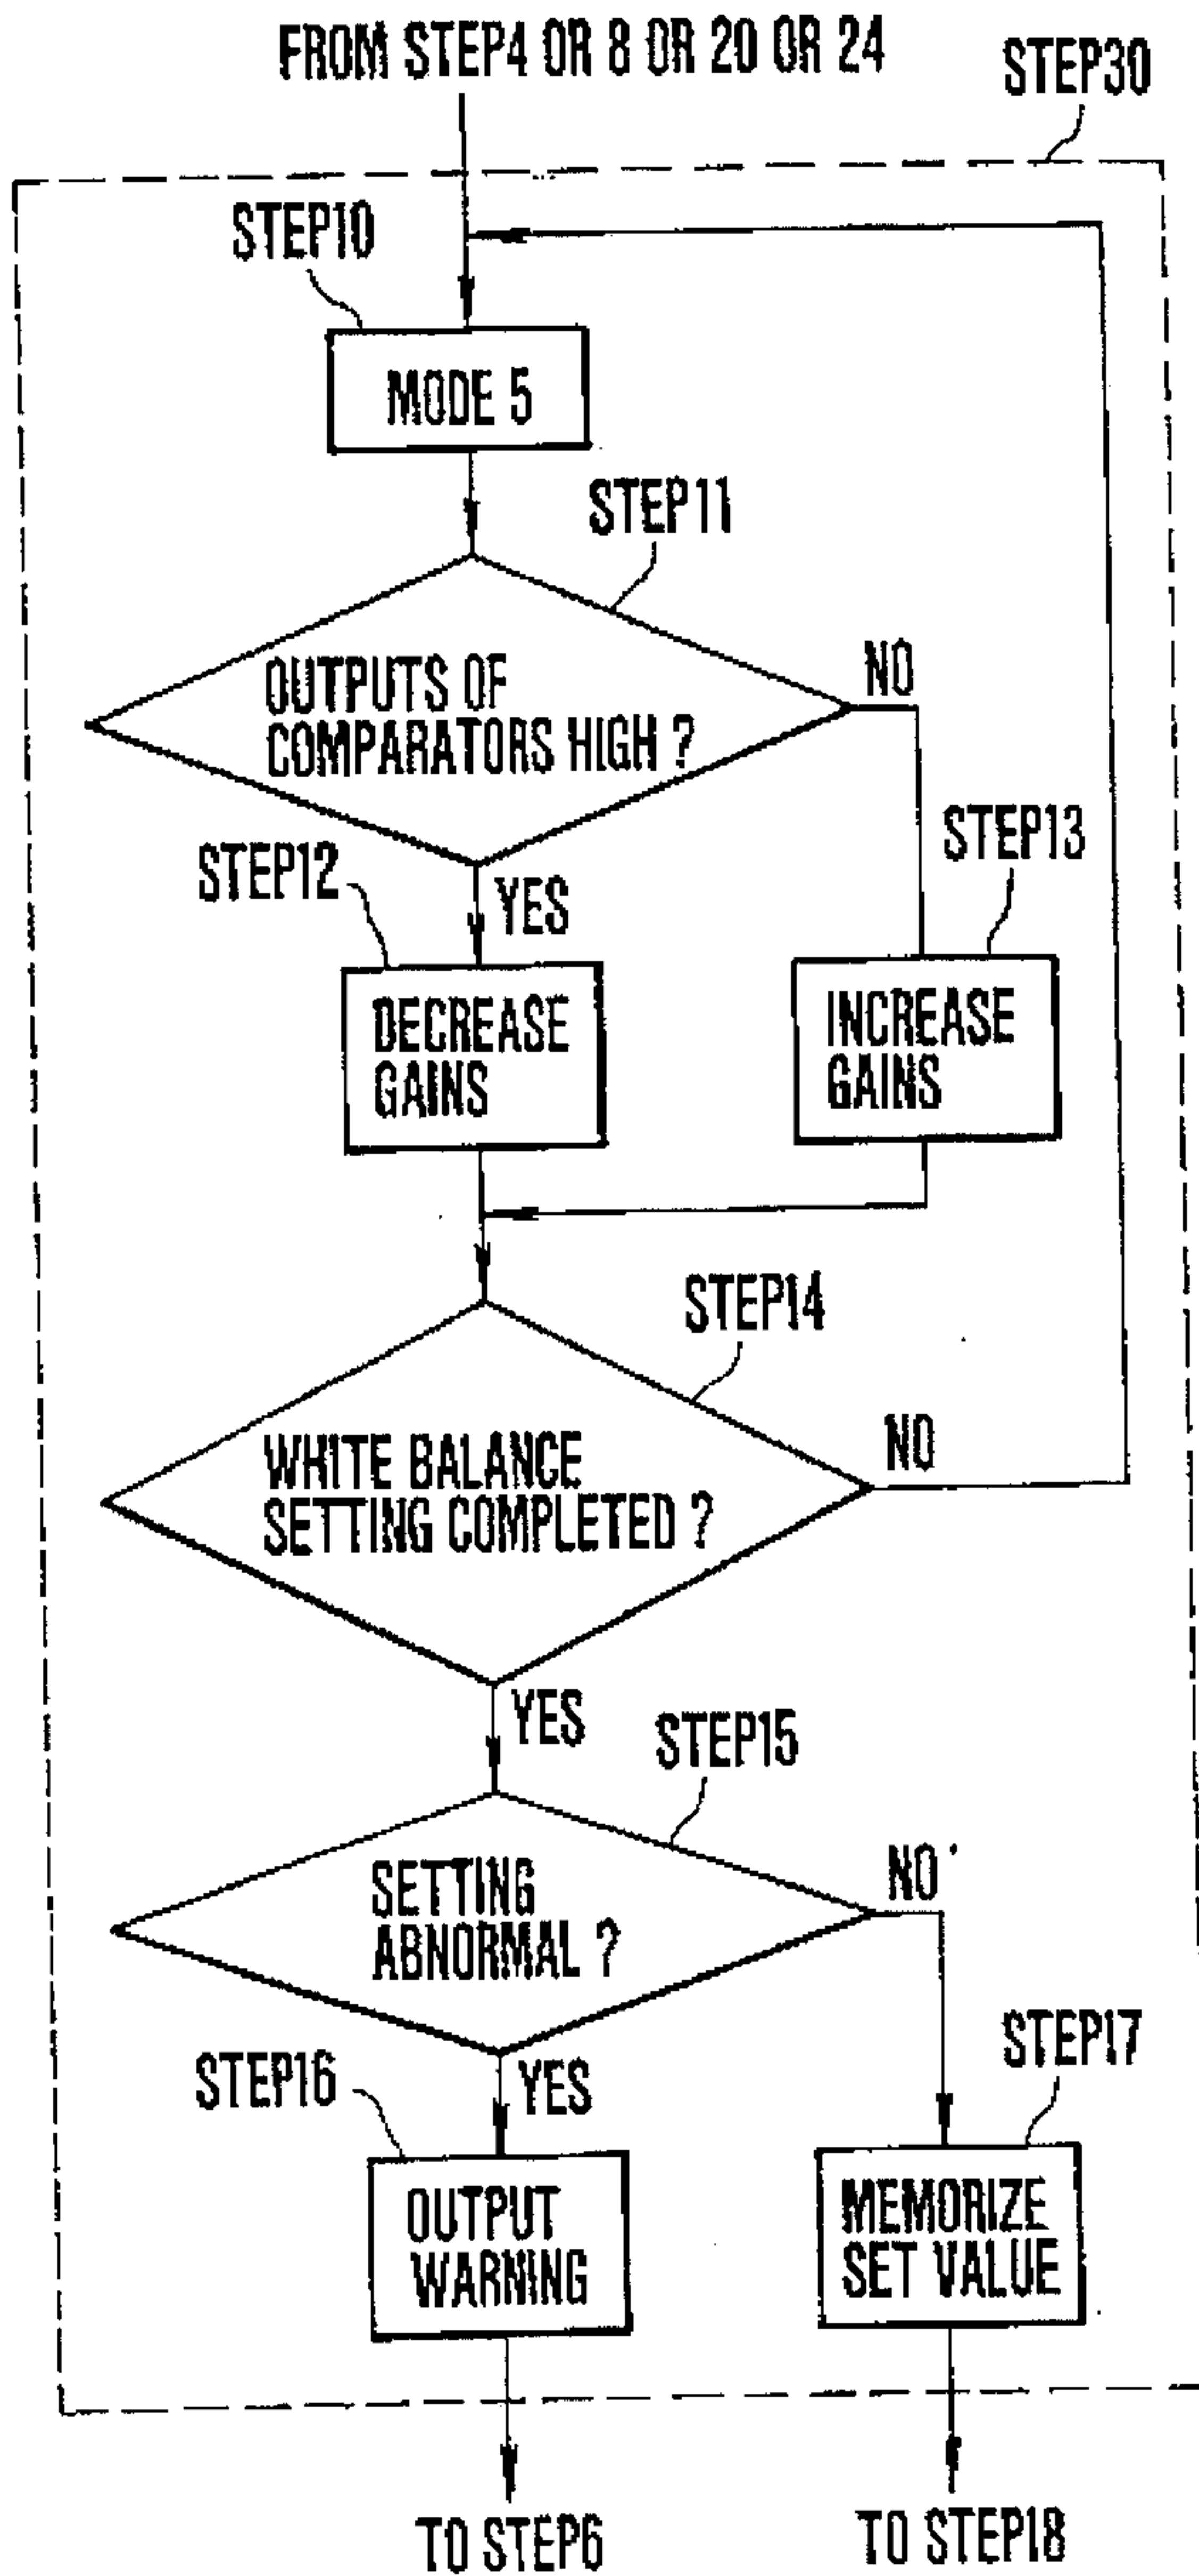 FROM STEP4 OR 8 OR 20 OR 24
STEP30
STEP10
MODE 5
STEP11
OUTPUTS OF
COMPARATORS HIGH ?
NO
STEP12
YES
STEP13
DECREASE
GAINS
INCREASE
GAINS
STEP14
WHITE BALANCE
SETTING COMPLETED ?
NO
YES
STEP15
SETTING
ABNORMAL ?
NO
STEP16
YES
STEP17
OUTPUT
WARNING
MEMORIZE
SET VALUE
TO STEP6
TO STEP18